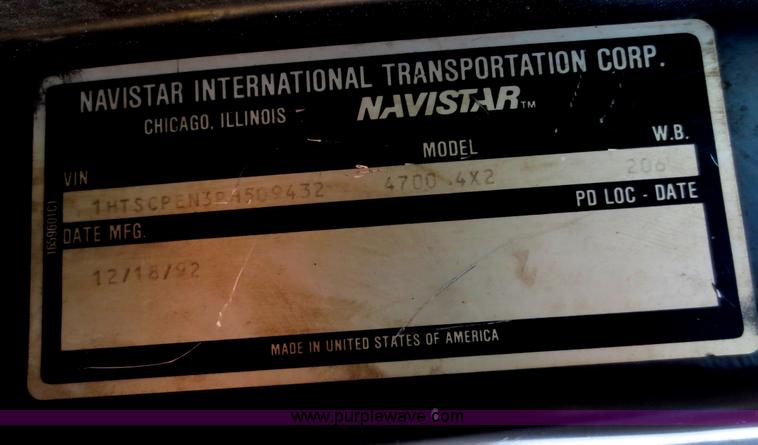 NAVISTAR INTERNATIONAL TRANSPORTATION CORP.
CHICAGO, ILLINOIS - NAVISTAR™
VIN MODEL W.B.
4700 4X2 206
1659601C1
DATE MFG. PD LOC - DATE
12/18/92
MADE IN UNITED STATES OF AMERICA
www.purplewave.com